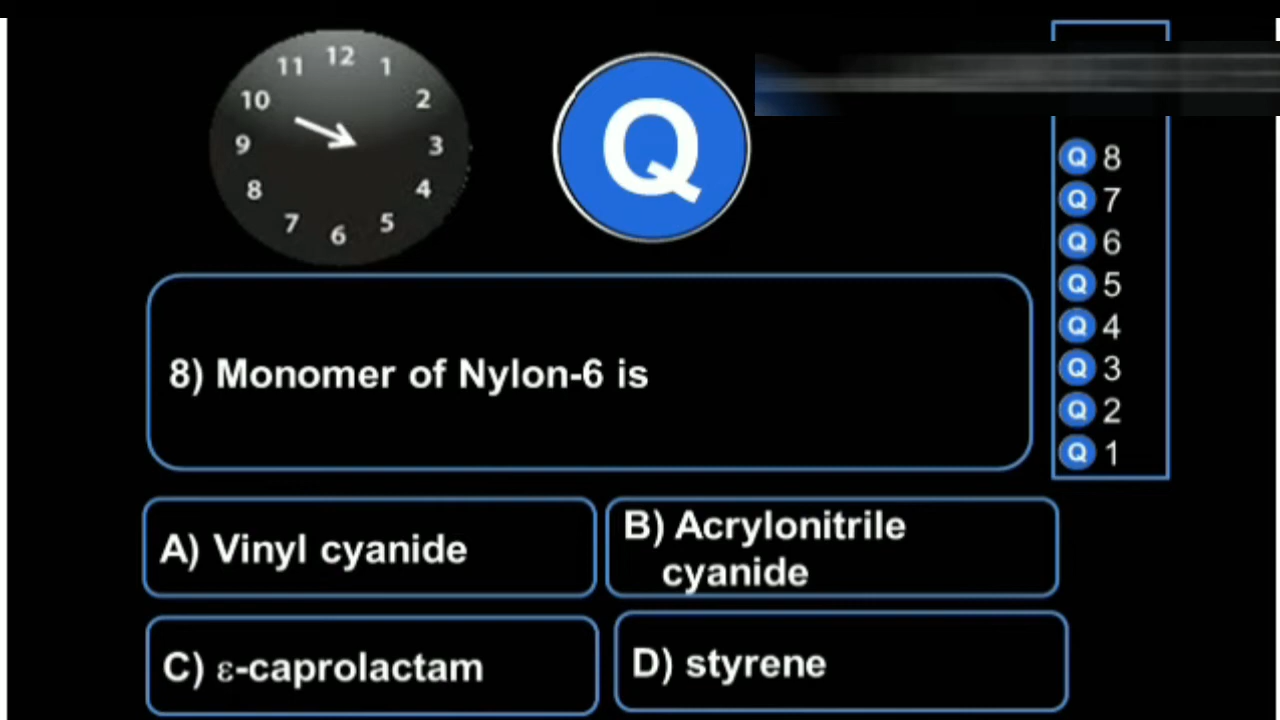 12
11
1
10
2
9
3
8
4
7
5
6
Q
Q 8
Q 7
Q 6
Q 5
Q 4
Q 3
Q 2
Q 1
8) Monomer of Nylon-6 is
A) Vinyl cyanide
B) Acrylonitrile
cyanide
C) ε-caprolactam
D) styrene